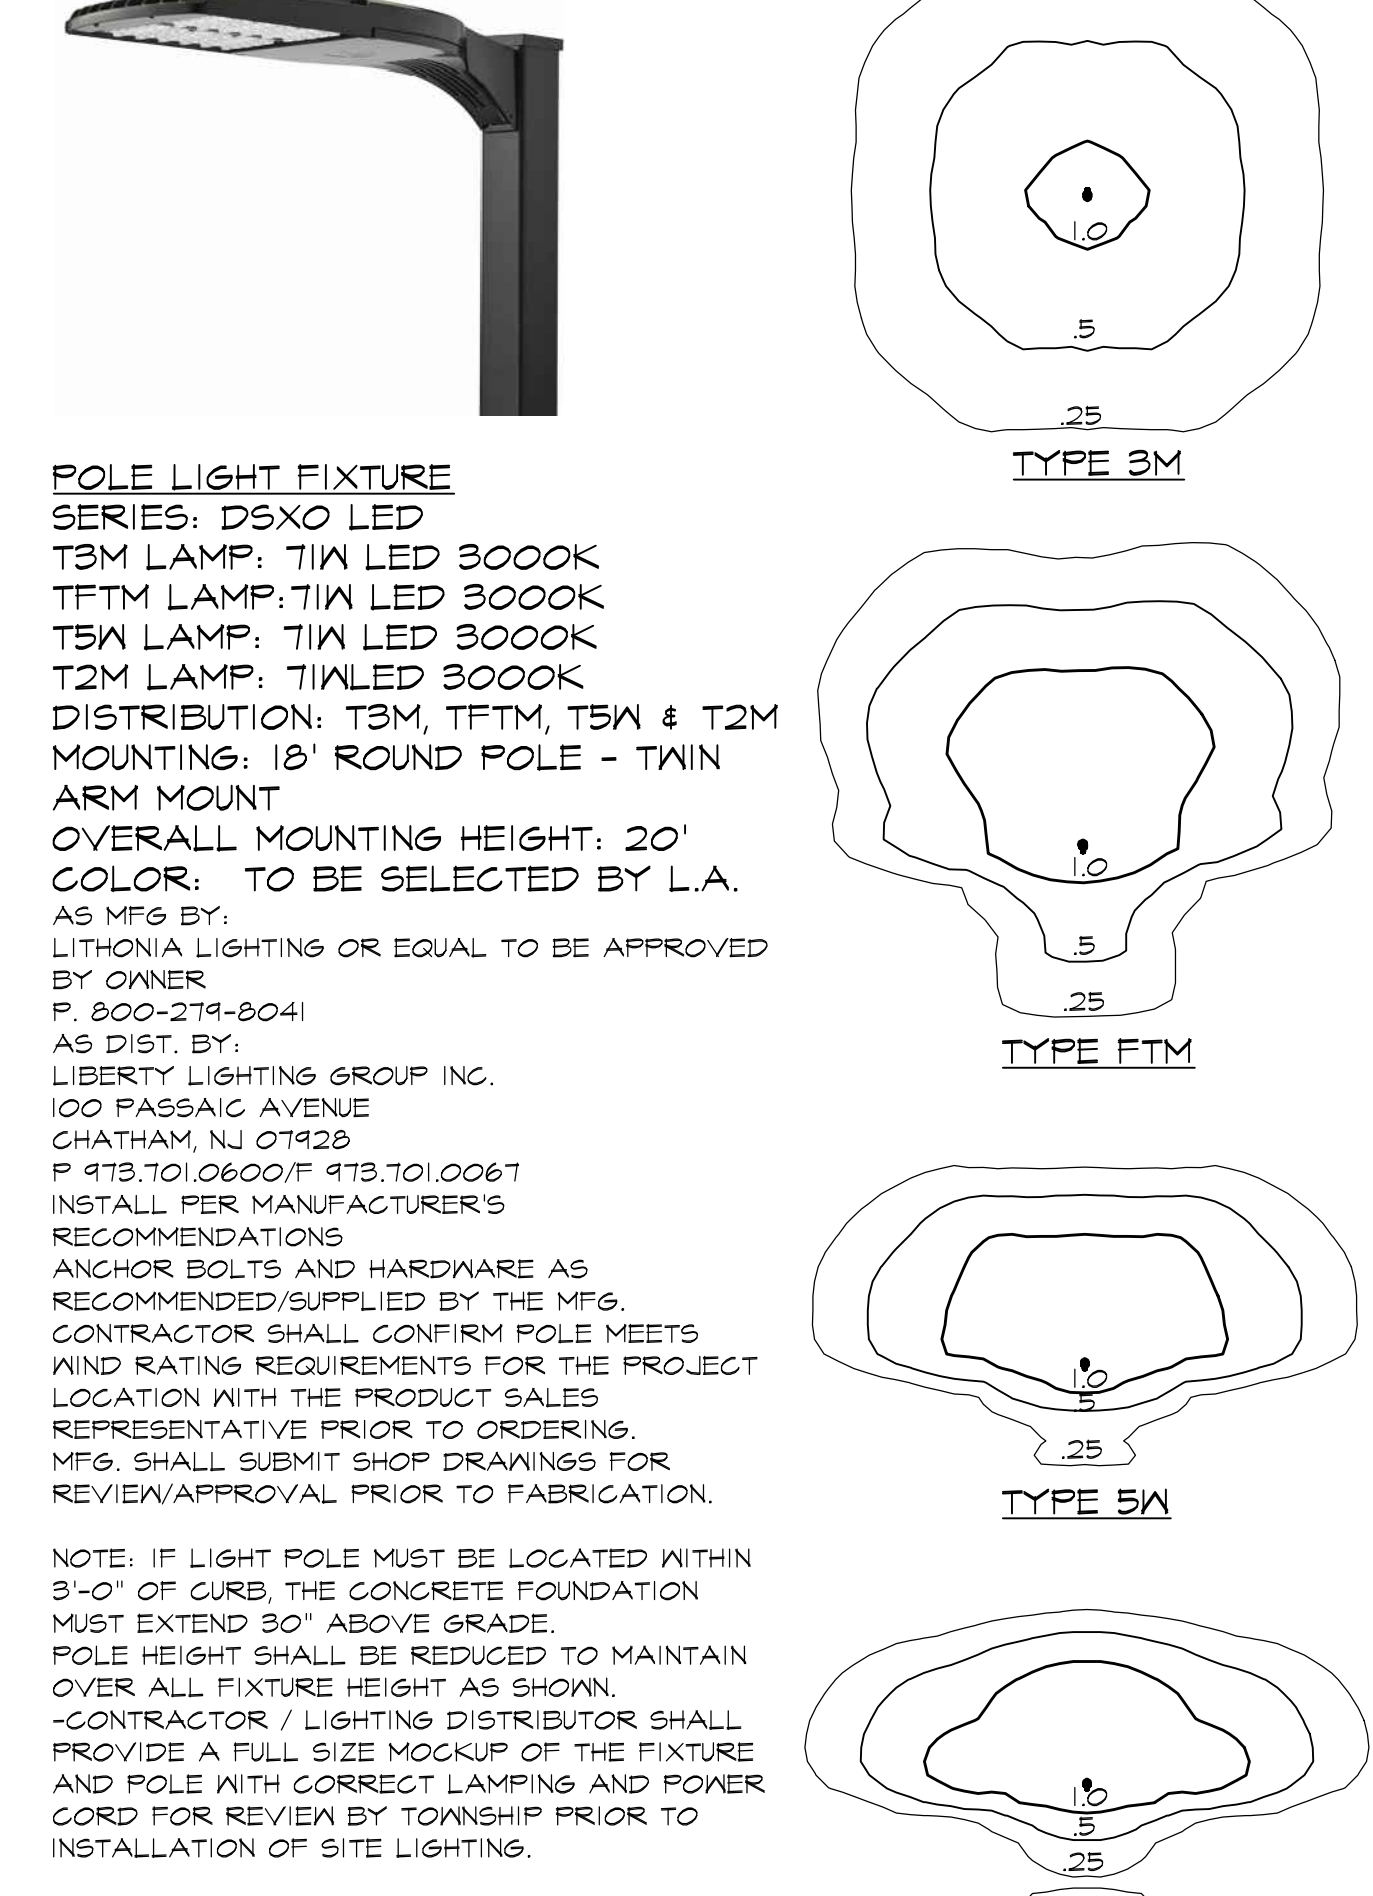 POLE LIGHT FIXTURE
SERIES: DSX0 LED
T3M LAMP: 71W LED 3000K
TFTM LAMP:71W LED 3000K
T5W LAMP: 71W LED 3000K
T2M LAMP: 71WLED 3000K
DISTRIBUTION: T3M, TFTM, T5W & T2M
MOUNTING: 18' ROUND POLE - TWIN
ARM MOUNT
OVERALL MOUNTING HEIGHT: 20'
COLOR: TO BE SELECTED BY L.A.
AS MFG BY:
LITHONIA LIGHTING OR EQUAL TO BE APPROVED
BY OWNER
P. 800-279-8041
AS DIST. BY:
LIBERTY LIGHTING GROUP INC.
100 PASSAIC AVENUE
CHATHAM, NJ 07928
P 973.701.0600/F 973.701.0067
INSTALL PER MANUFACTURER'S
RECOMMENDATIONS
ANCHOR BOLTS AND HARDWARE AS
RECOMMENDED/SUPPLIED BY THE MFG.
CONTRACTOR SHALL CONFIRM POLE MEETS
WIND RATING REQUIREMENTS FOR THE PROJECT
LOCATION WITH THE PRODUCT SALES
REPRESENTATIVE PRIOR TO ORDERING.
MFG. SHALL SUBMIT SHOP DRAWINGS FOR
REVIEW/APPROVAL PRIOR TO FABRICATION.
NOTE: IF LIGHT POLE MUST BE LOCATED WITHIN
3'-0" OF CURB, THE CONCRETE FOUNDATION
MUST EXTEND 30" ABOVE GRADE.
POLE HEIGHT SHALL BE REDUCED TO MAINTAIN
OVER ALL FIXTURE HEIGHT AS SHOWN.
-CONTRACTOR / LIGHTING DISTRIBUTOR SHALL
PROVIDE A FULL SIZE MOCKUP OF THE FIXTURE
AND POLE WITH CORRECT LAMPING AND POWER
CORD FOR REVIEW BY TOWNSHIP PRIOR TO
INSTALLATION OF SITE LIGHTING.
1.0
.5
.25
TYPE 3M
1.0
.5
.25
TYPE FTM
1.0
.5
.25
TYPE 5W
1.0
.5
.25